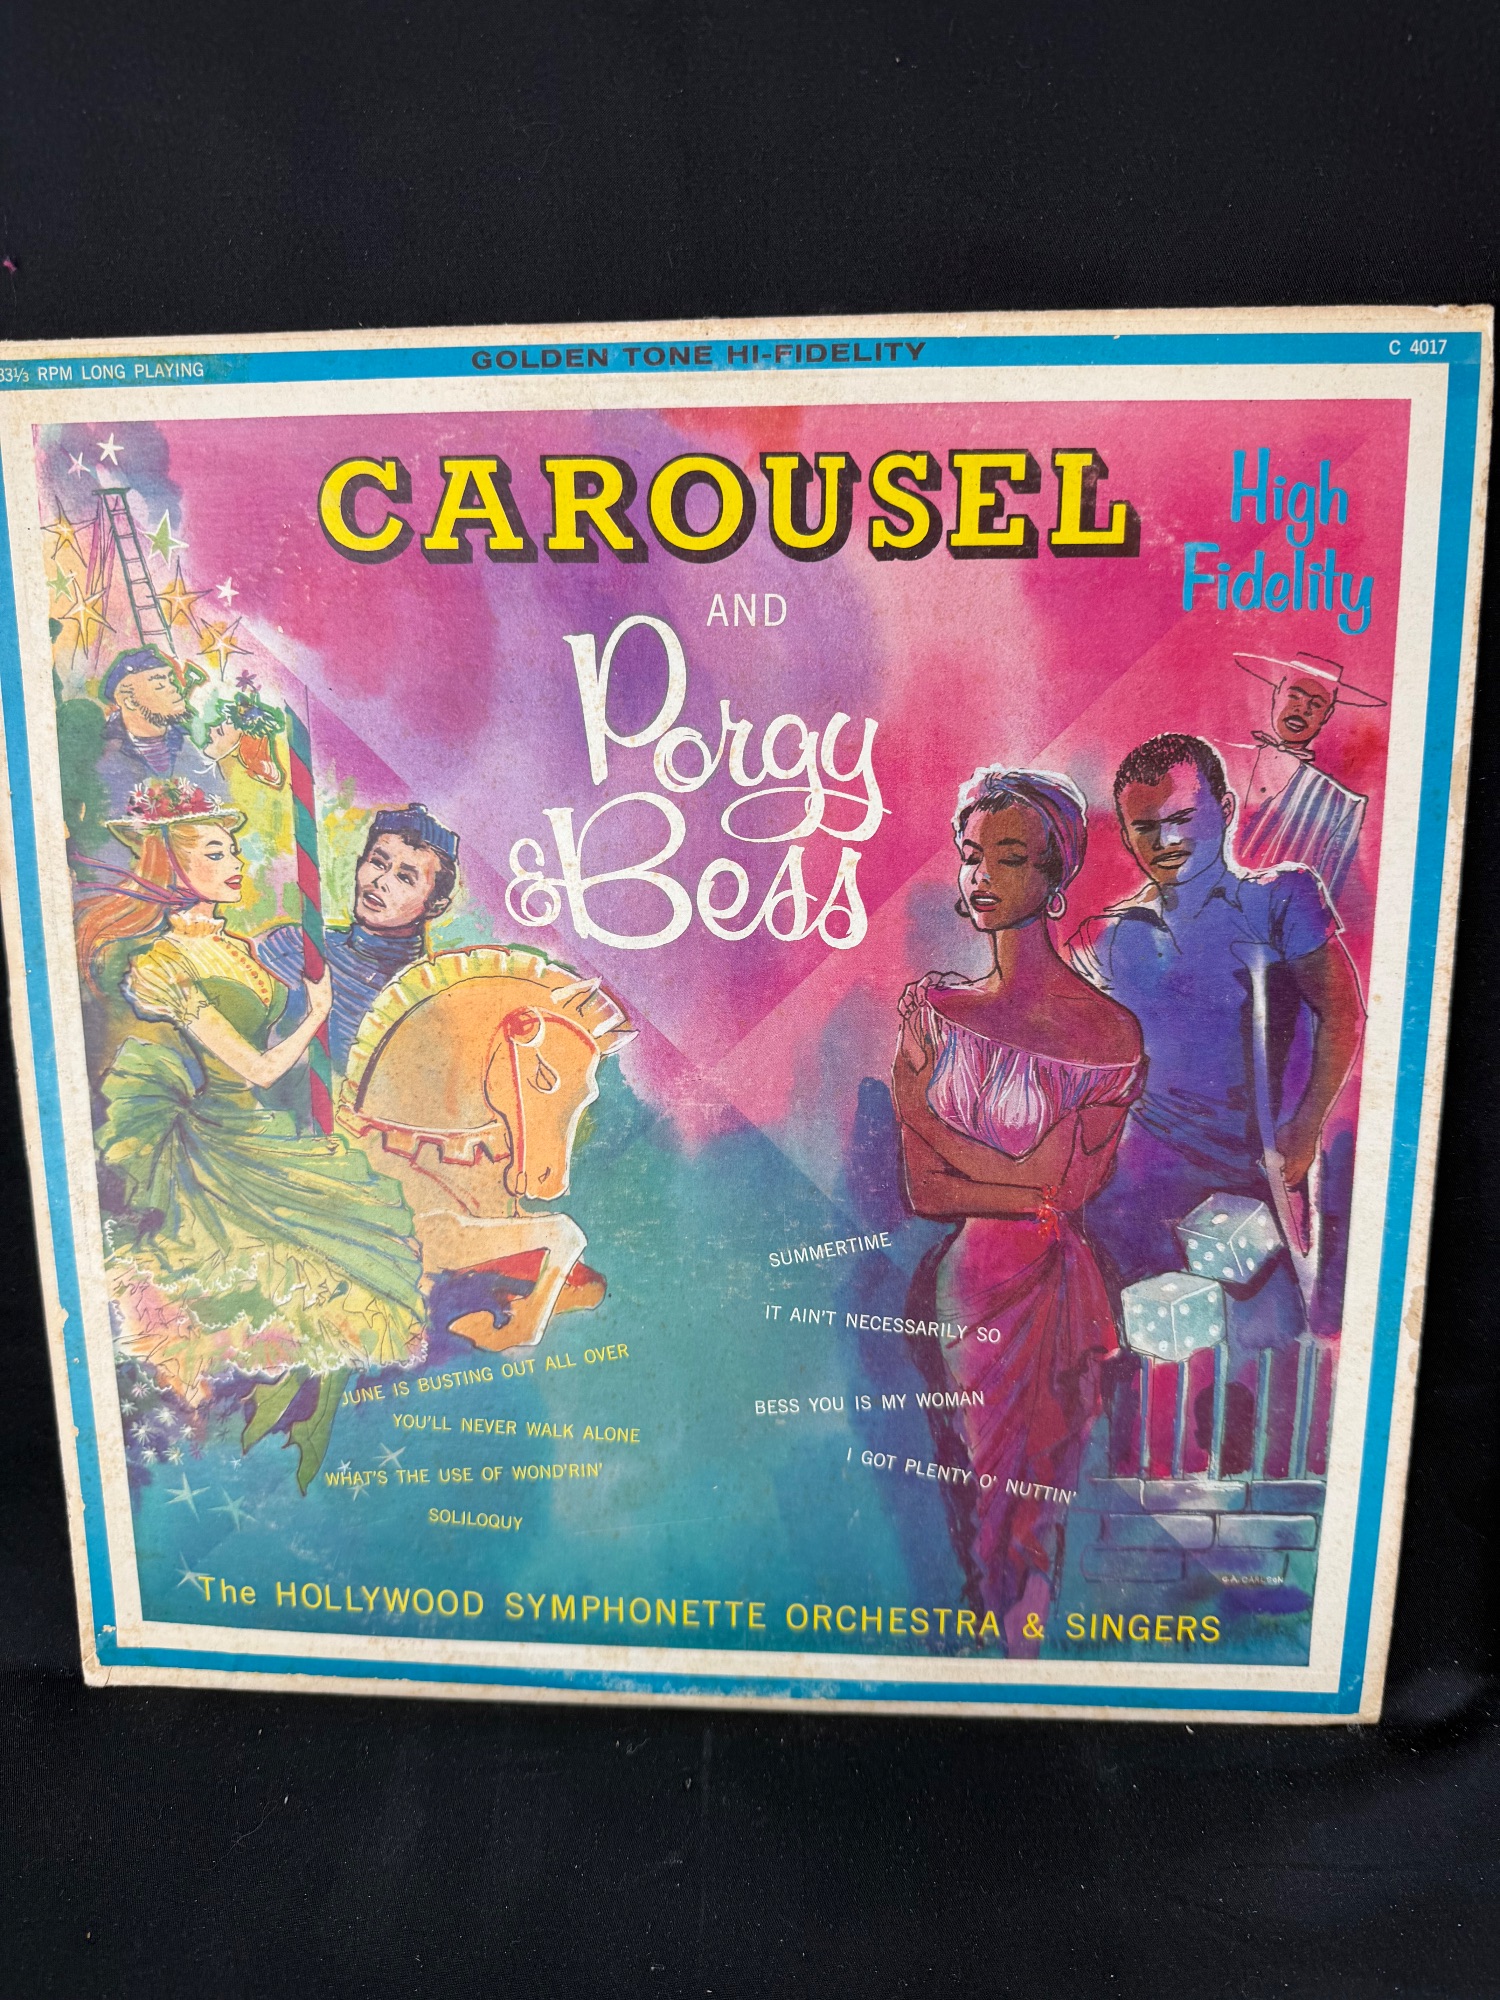 33⅓ RPM LONG PLAYING
GOLDEN TONE HI-FIDELITY
C 4017
CAROUSEL
High
Fidelity
AND
Porgy
& Bess
SUMMERTIME
IT AIN'T NECESSARILY SO
BESS YOU IS MY WOMAN
I GOT PLENTY O' NUTTIN'
JUNE IS BUSTING OUT ALL OVER
YOU'LL NEVER WALK ALONE
WHAT'S THE USE OF WOND'RIN'
SOLILOQUY
G.A. CARLSON
The HOLLYWOOD SYMPHONETTE ORCHESTRA & SINGERS